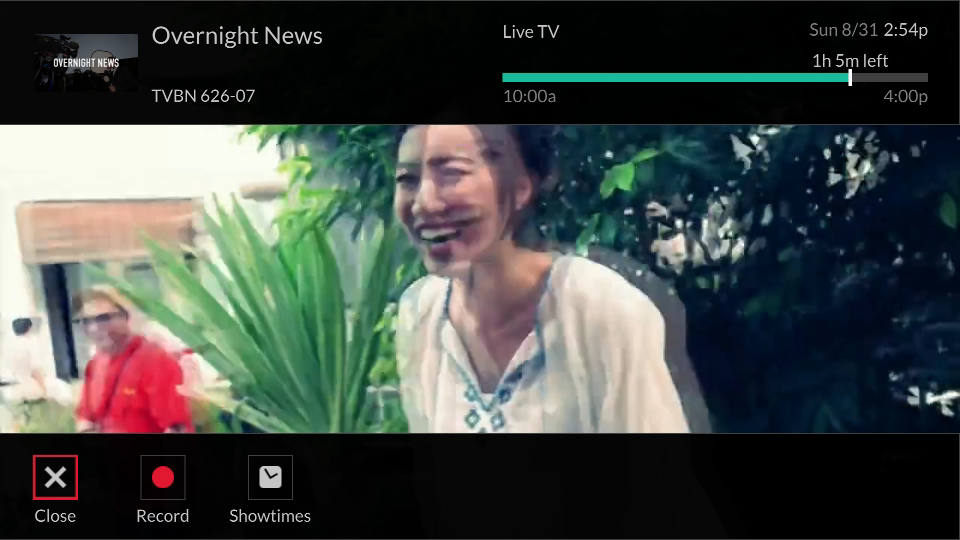 OVERNIGHT NEWS
Overnight News
TVBN 626-07
Live TV
Sun 8/31 2:54p
1h 5m left
10:00a
4:00p
Close
Record
Showtimes